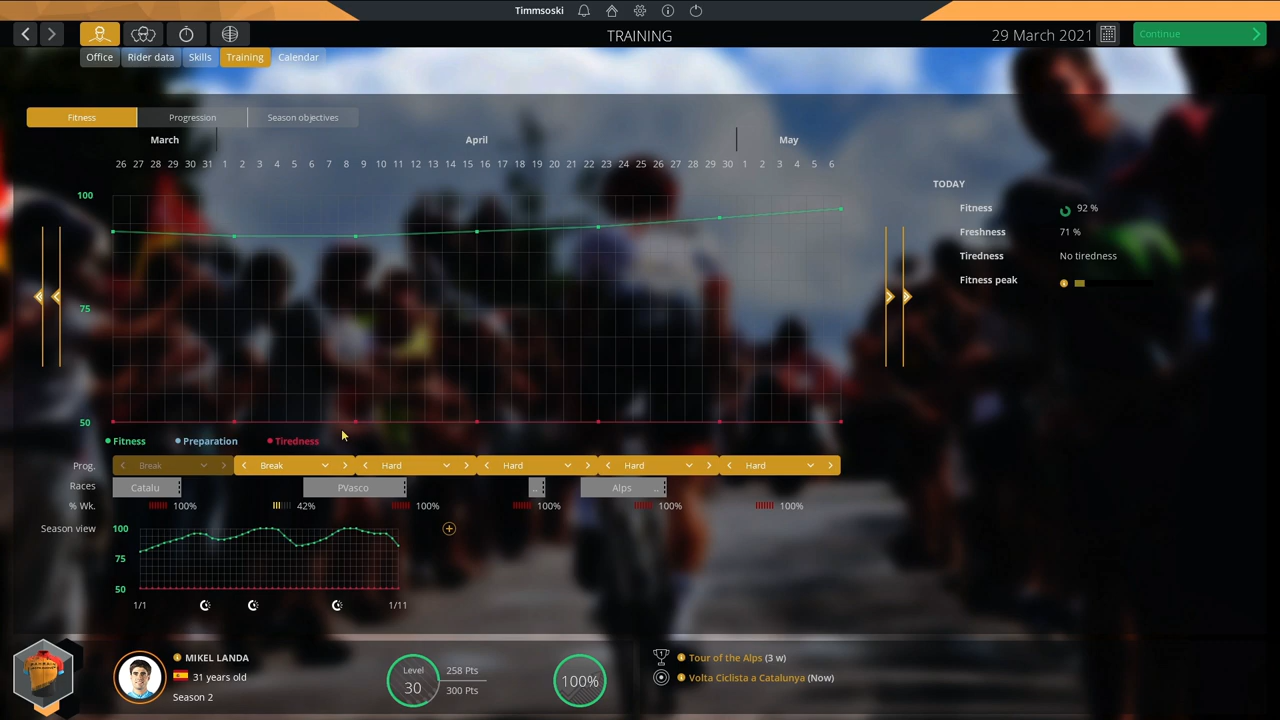 Timmsoski
TRAINING
29 March 2021
Continue
Office
Rider data
Skills
Training
Calendar
Fitness
Progression
Season objectives
March
April
May
26 27 28 29 30 31 1 2 3 4 5 6 7 8 9 10 11 12 13 14 15 16 17 18 19 20 21 22 23 24 25 26 27 28 29 30 1 2 3 4 5 6
100
75
50
TODAY
Fitness 92 %
Freshness 71 %
Tiredness No tiredness
Fitness peak
Fitness Preparation Tiredness
Prog. Break Break Hard Hard Hard Hard
Races Catalu PVasco .. Alps ..
% Wk. 100% 42% 100% 100% 100% 100%
Season view
100
75
50
1/1 1/11
MIKEL LANDA
31 years old
Season 2
Level
30
258 Pts
300 Pts
100%
Tour of the Alps (3 w)
Volta Ciclista a Catalunya (Now)